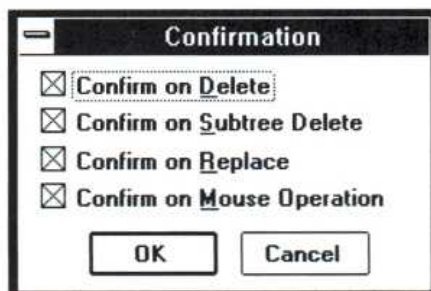 Confirmation
Confirm on Delete
Confirm on Subtree Delete
Confirm on Replace
Confirm on Mouse Operation
OK Cancel